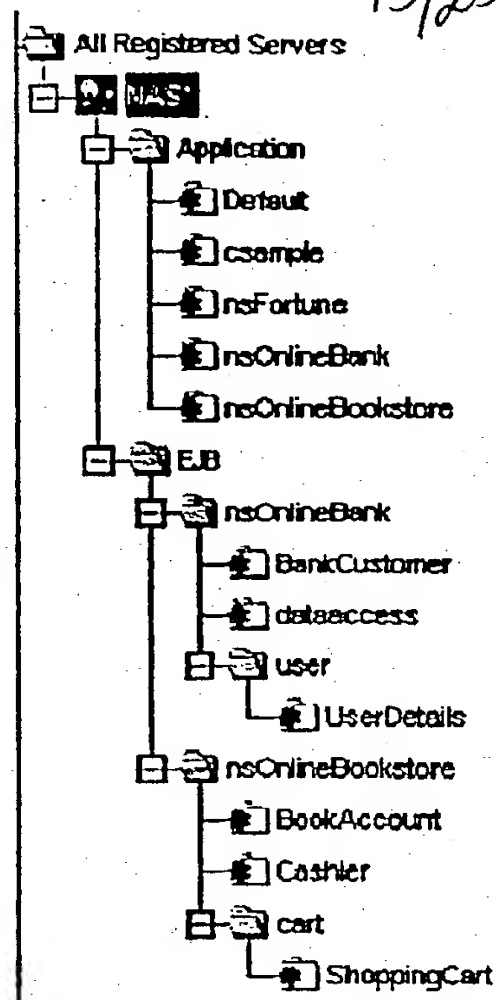 All Registered Servers
NAS1
Application
Default
csample
nsFortune
nsOnlineBank
nsOnlineBookstore
EJB
nsOnlineBank
BankCustomer
dataaccess
user
UserDetails
nsOnlineBookstore
BookAccount
Cashier
cart
ShoppingCart